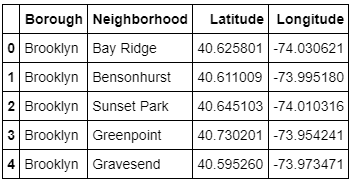 Borough Neighborhood Latitude Longitude
0 Brooklyn Bay Ridge 40.625801 -74.030621
1 Brooklyn Bensonhurst 40.611009 -73.995180
2 Brooklyn Sunset Park 40.645103 -74.010316
3 Brooklyn Greenpoint 40.730201 -73.954241
4 Brooklyn Gravesend 40.595260 -73.973471